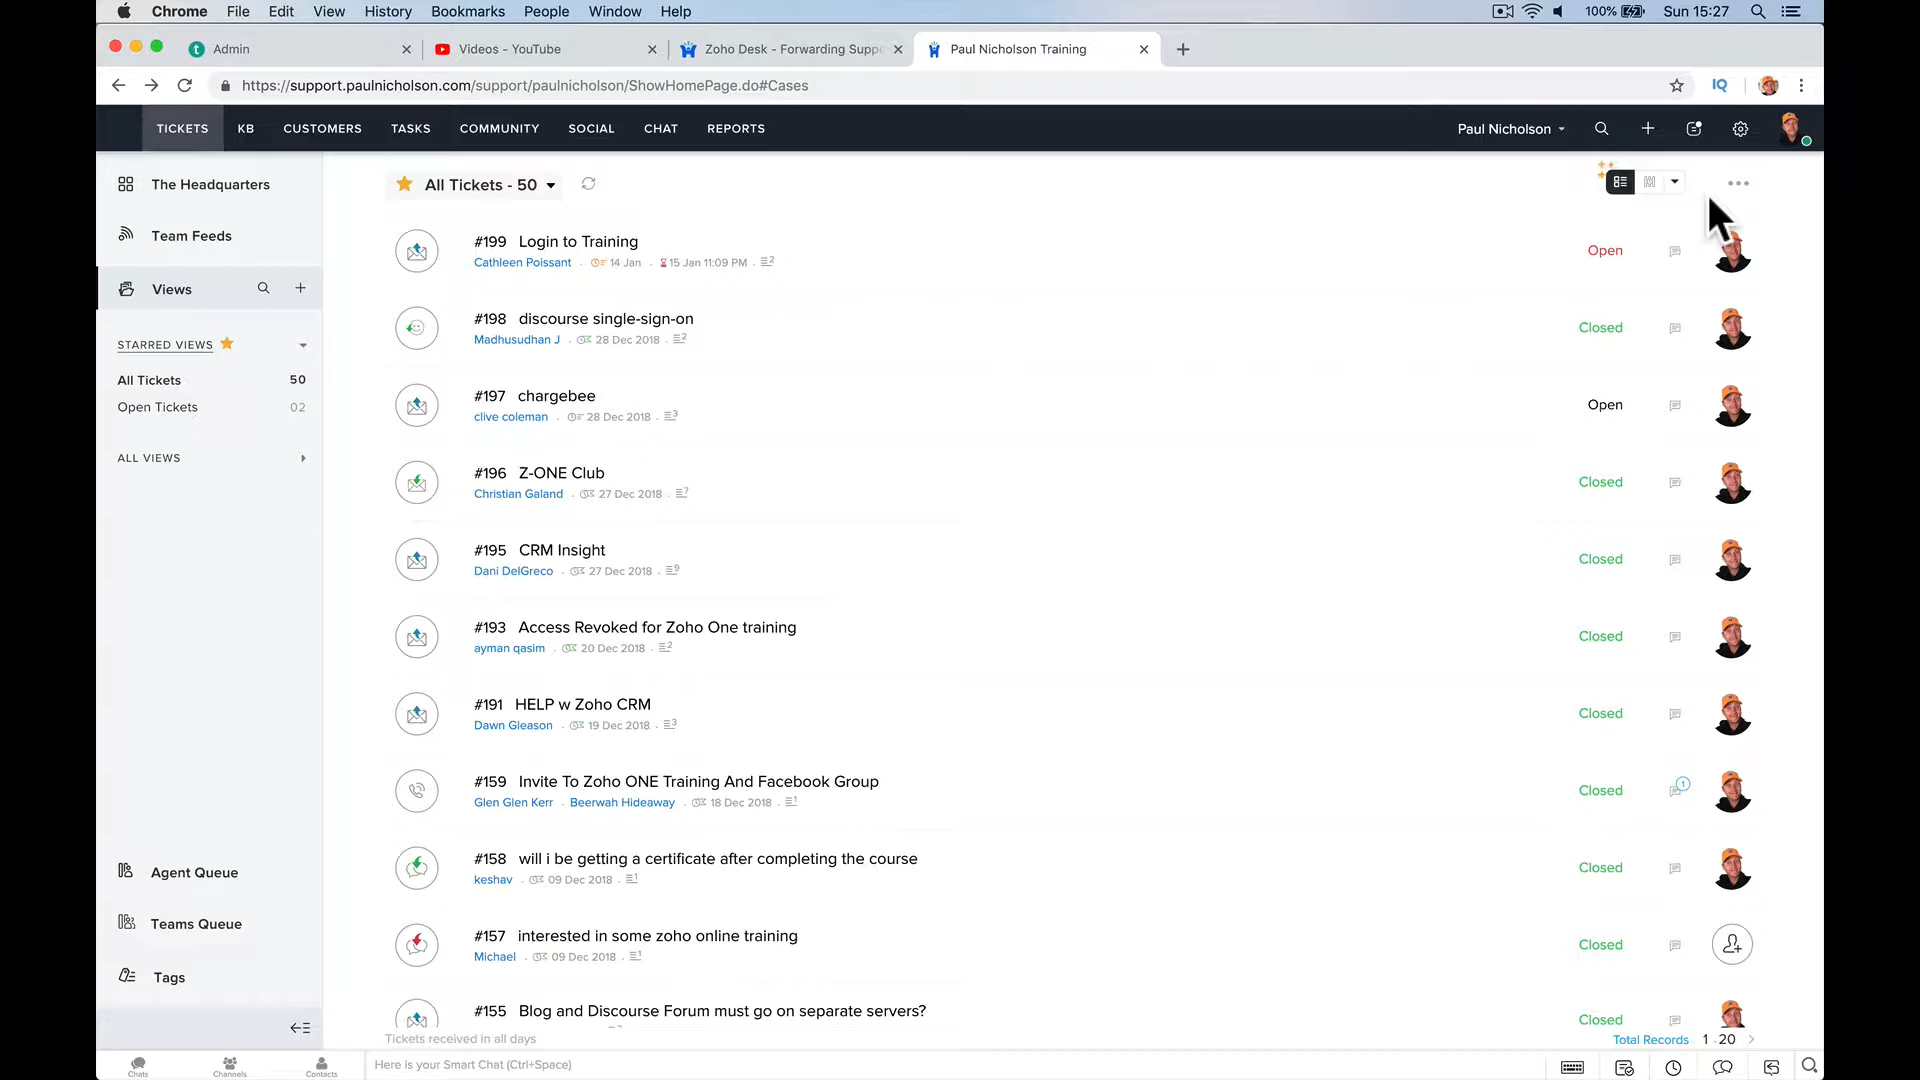 Chrome File Edit View History Bookmarks People Window Help 100% Sun 15:27
Admin Videos - YouTube Zoho Desk - Forwarding Suppo Paul Nicholson Training
https://support.paulnicholson.com/support/paulnicholson/ShowHomePage.do#Cases IQ
TICKETS KB CUSTOMERS TASKS COMMUNITY SOCIAL CHAT REPORTS Paul Nicholson
The Headquarters
Team Feeds
Views
STARRED VIEWS
All Tickets 50
Open Tickets 02
ALL VIEWS
Agent Queue
Teams Queue
Tags
All Tickets - 50
#199 Login to Training
Cathleen Poissant . 14 Jan . 15 Jan 11:09 PM . 2
Open
#198 discourse single-sign-on
Madhusudhan J . 28 Dec 2018 . 2
Closed
#197 chargebee
clive coleman . 28 Dec 2018 . 3
Open
#196 Z-ONE Club
Christian Galand . 27 Dec 2018 . 7
Closed
#195 CRM Insight
Dani DelGreco . 27 Dec 2018 . 9
Closed
#193 Access Revoked for Zoho One training
ayman qasim . 20 Dec 2018 . 2
Closed
#191 HELP w Zoho CRM
Dawn Gleason . 19 Dec 2018 . 3
Closed
#159 Invite To Zoho ONE Training And Facebook Group
Glen Glen Kerr . Beerwah Hideaway . 18 Dec 2018 . 1
Closed 1
#158 will i be getting a certificate after completing the course
keshav . 09 Dec 2018 . 1
Closed
#157 interested in some zoho online training
Michael . 09 Dec 2018 . 1
Closed
#155 Blog and Discourse Forum must go on separate servers?
Closed
Tickets received in all days
Total Records 1 20
Chats Channels Contacts
Here is your Smart Chat (Ctrl+Space)